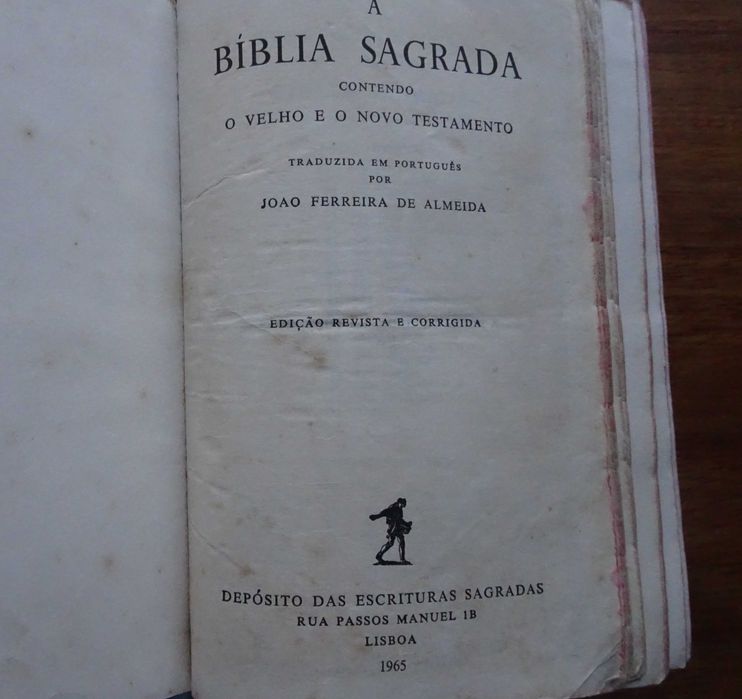 A
BÍBLIA SAGRADA
CONTENDO
O VELHO E O NOVO TESTAMENTO
TRADUZIDA EM PORTUGUÊS
POR
JOAO FERREIRA DE ALMEIDA
EDIÇÃO REVISTA E CORRIGIDA
DEPÓSITO DAS ESCRITURAS SAGRADAS
RUA PASSOS MANUEL 1B
LISBOA
1965